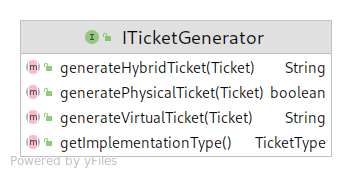 I ITicketGenerator
m generateHybridTicket(Ticket) String
m generatePhysicalTicket(Ticket) boolean
m generateVirtualTicket(Ticket) String
m getImplementationType() TicketType
Powered by yFiles